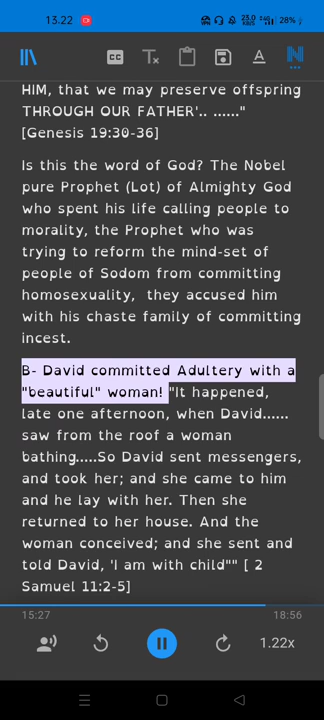 13.22
23.0
KB/S
28%
CC
T×
A
N
HIM, that we may preserve offspring
THROUGH OUR FATHER'.. ......"
[Genesis 19:30-36]
Is this the word of God? The Nobel
pure Prophet (Lot) of Almighty God
who spent his life calling people to
morality, the Prophet who was
trying to reform the mind-set of
people of Sodom from committing
homosexuality,  they accused him
with his chaste family of committing
incest.
B- David committed Adultery with a
"beautiful" woman! "It happened,
late one afternoon, when David......
saw from the roof a woman
bathing.....So David sent messengers,
and took her; and she came to him
and he lay with her. Then she
returned to her house. And the
woman conceived; and she sent and
told David, 'I am with child"" [ 2
Samuel 11:2-5]
15:27
18:56
1.22x